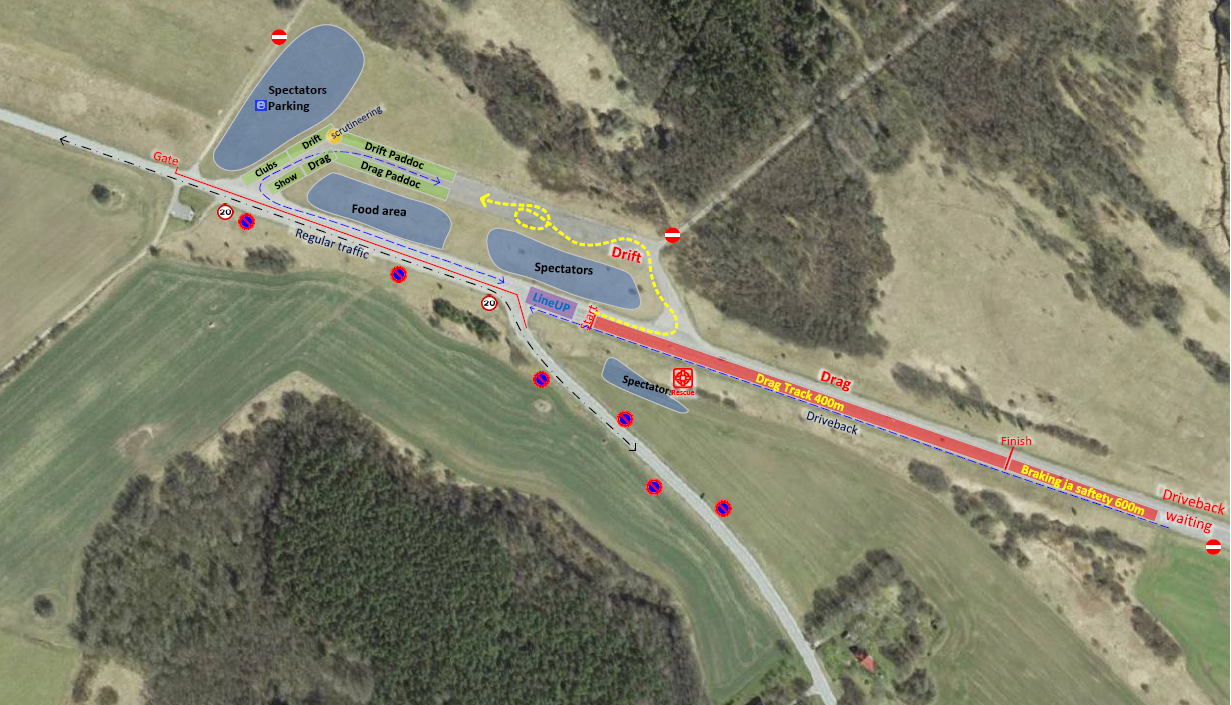 Spectators
Parking
scrutineering
Gate
Drift
Clubs
Drag
Show
Drift Paddoc
Drag Paddoc
Food area
20
Regular traffic
Spectators
Drift
20
LineUP
Start
Spectator
Rescue
Drag
Drag Track 400m
Driveback
Finish
Braking ja saftety 600m
Driveback
waiting